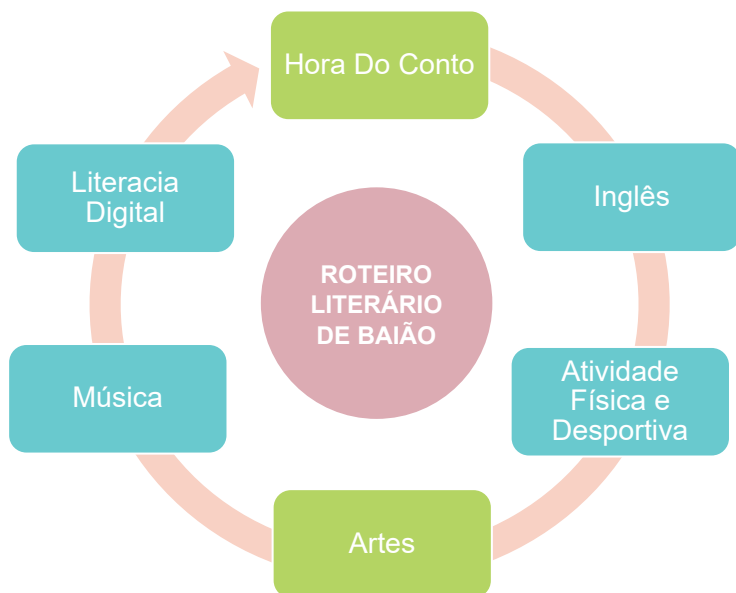 Hora Do Conto
Inglês
Atividade
Física e
Desportiva
Artes
Música
Literacia
Digital
ROTEIRO
LITERÁRIO
DE BAIÃO